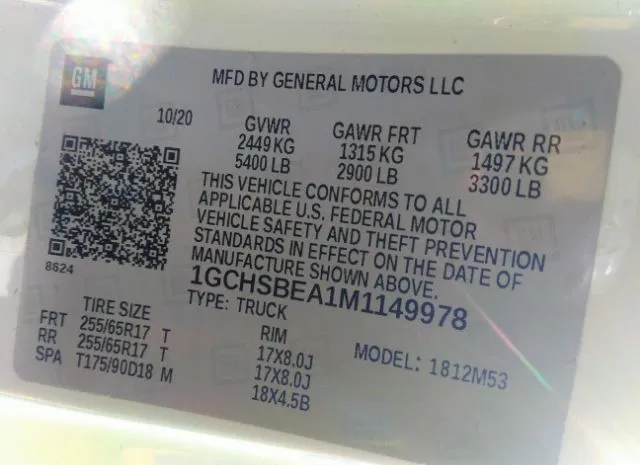 GM
MFD BY GENERAL MOTORS LLC
10/20
GVWR GAWR FRT GAWR RR
2449 KG 1315 KG 1497 KG
5400 LB 2900 LB 3300 LB
THIS VEHICLE CONFORMS TO ALL
APPLICABLE U.S. FEDERAL MOTOR
VEHICLE SAFETY AND THEFT PREVENTION
STANDARDS IN EFFECT ON THE DATE OF
MANUFACTURE SHOWN ABOVE.
8624
1GCHSBEA1M1149978
TYPE: TRUCK
TIRE SIZE RIM MODEL: 1812M53
FRT 255/65R17 T 17X8.0J
RR 255/65R17 T 17X8.0J
SPA T175/90D18 M 18X4.5B